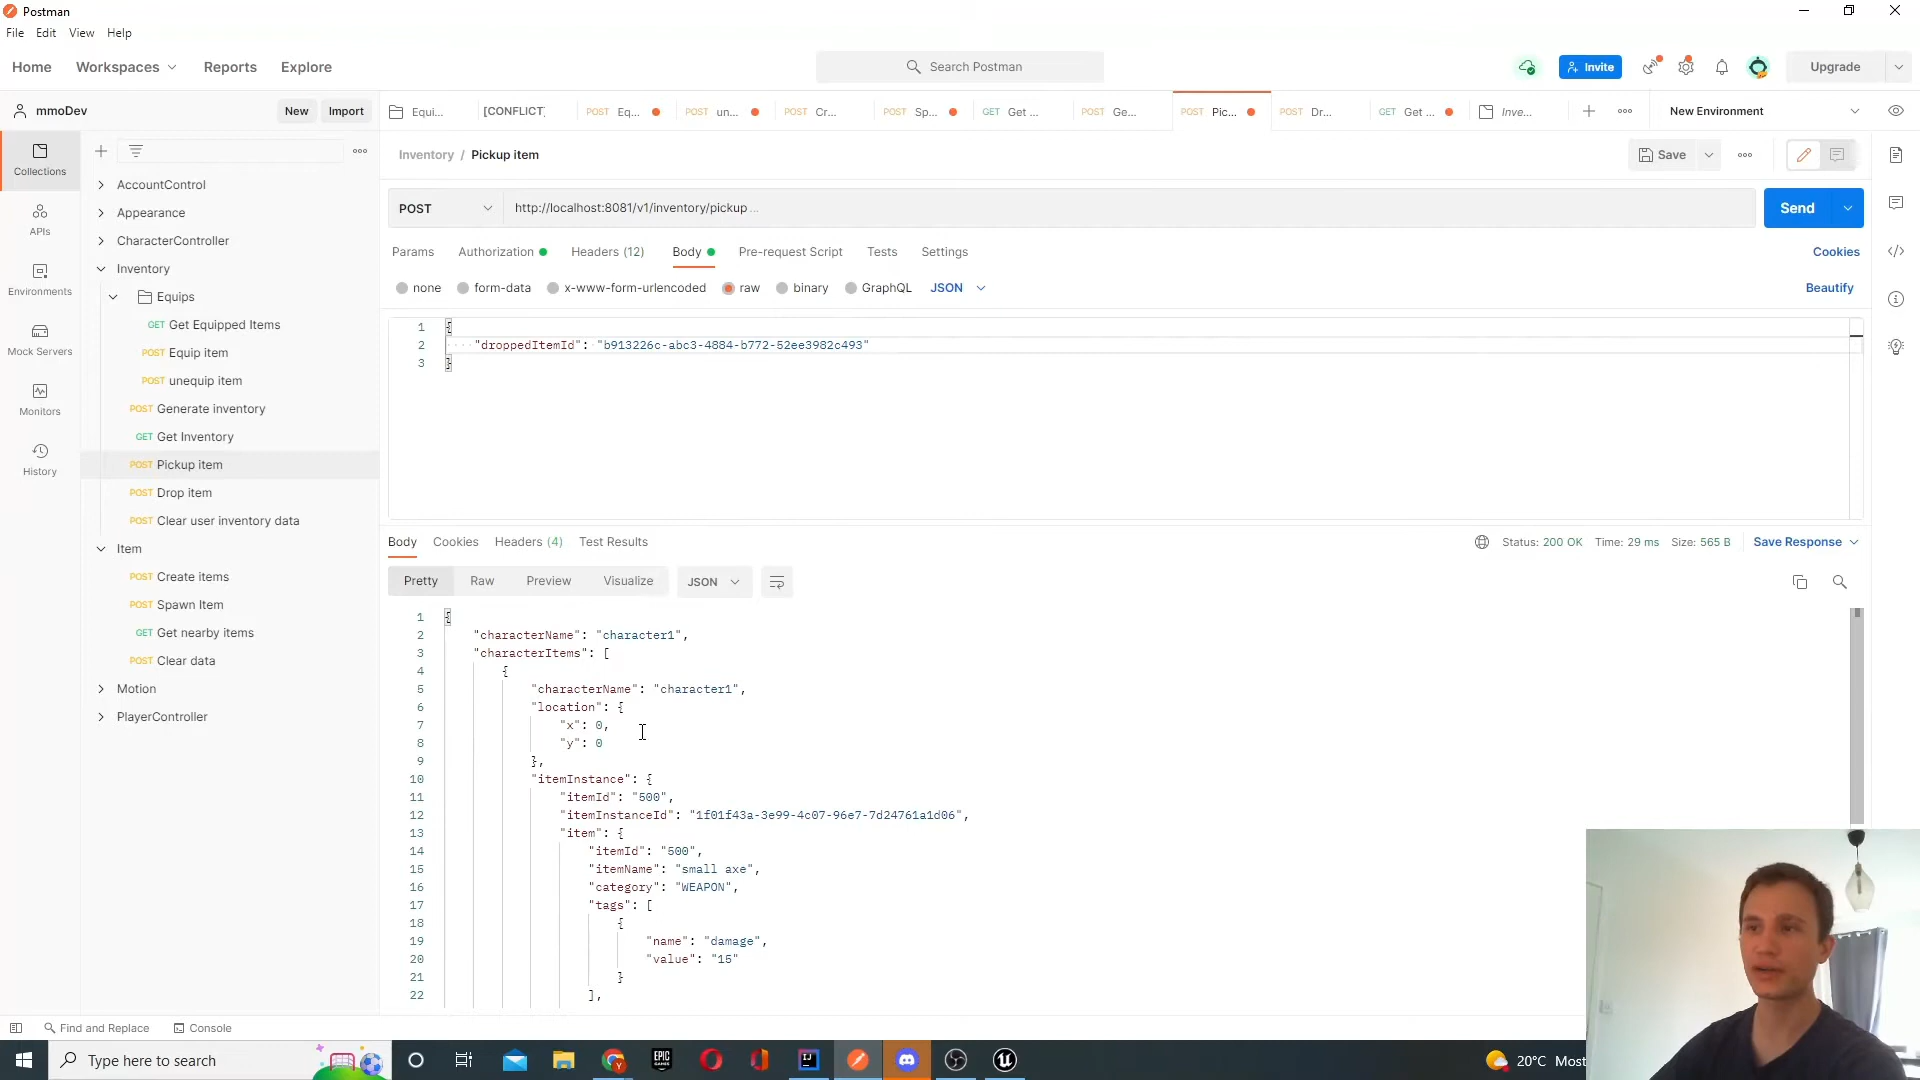 Postman
File Edit View Help
Home Workspaces Reports Explore
Search Postman
Invite
Upgrade
mmoDev
New Import
Equi...
[CONFLICT]
POST Eq...
POST un...
POST Cr...
POST Sp...
GET Get ...
POST Ge...
POST Pic...
POST Dr...
GET Get ...
Inve...
New Environment
Collections
APIs
Environments
Mock Servers
Monitors
History
AccountControl
Appearance
CharacterController
Inventory
Equips
GET Get Equipped Items
POST Equip item
POST unequip item
POST Generate inventory
GET Get Inventory
POST Pickup item
POST Drop item
POST Clear user inventory data
Item
POST Create items
POST Spawn Item
GET Get nearby items
POST Clear data
Motion
PlayerController
Inventory / Pickup item
Save
POST
http://localhost:8081/v1/inventory/pickup ...
Send
Params Authorization Headers (12) Body Pre-request Script Tests Settings
Cookies
none form-data x-www-form-urlencoded raw binary GraphQL JSON
Beautify
1 {
2 "droppedItemId": "b913226c-abc3-4884-b772-52ee3982c493"
3 }
Body Cookies Headers (4) Test Results
Status: 200 OK Time: 29 ms Size: 565 B Save Response
Pretty Raw Preview Visualize JSON
1 {
2 "characterName": "character1",
3 "characterItems": [
4 {
5 "characterName": "character1",
6 "location": {
7 "x": 0,
8 "y": 0
9 },
10 "itemInstance": {
11 "itemId": "500",
12 "itemInstanceId": "1f01f43a-3e99-4c07-96e7-7d24761a1d06",
13 "item": {
14 "itemId": "500",
15 "itemName": "small axe",
16 "category": "WEAPON",
17 "tags": [
18 {
19 "name": "damage",
20 "value": "15"
21 }
22 ],
Find and Replace Console
Type here to search
EPIC GAMES
20°C Most